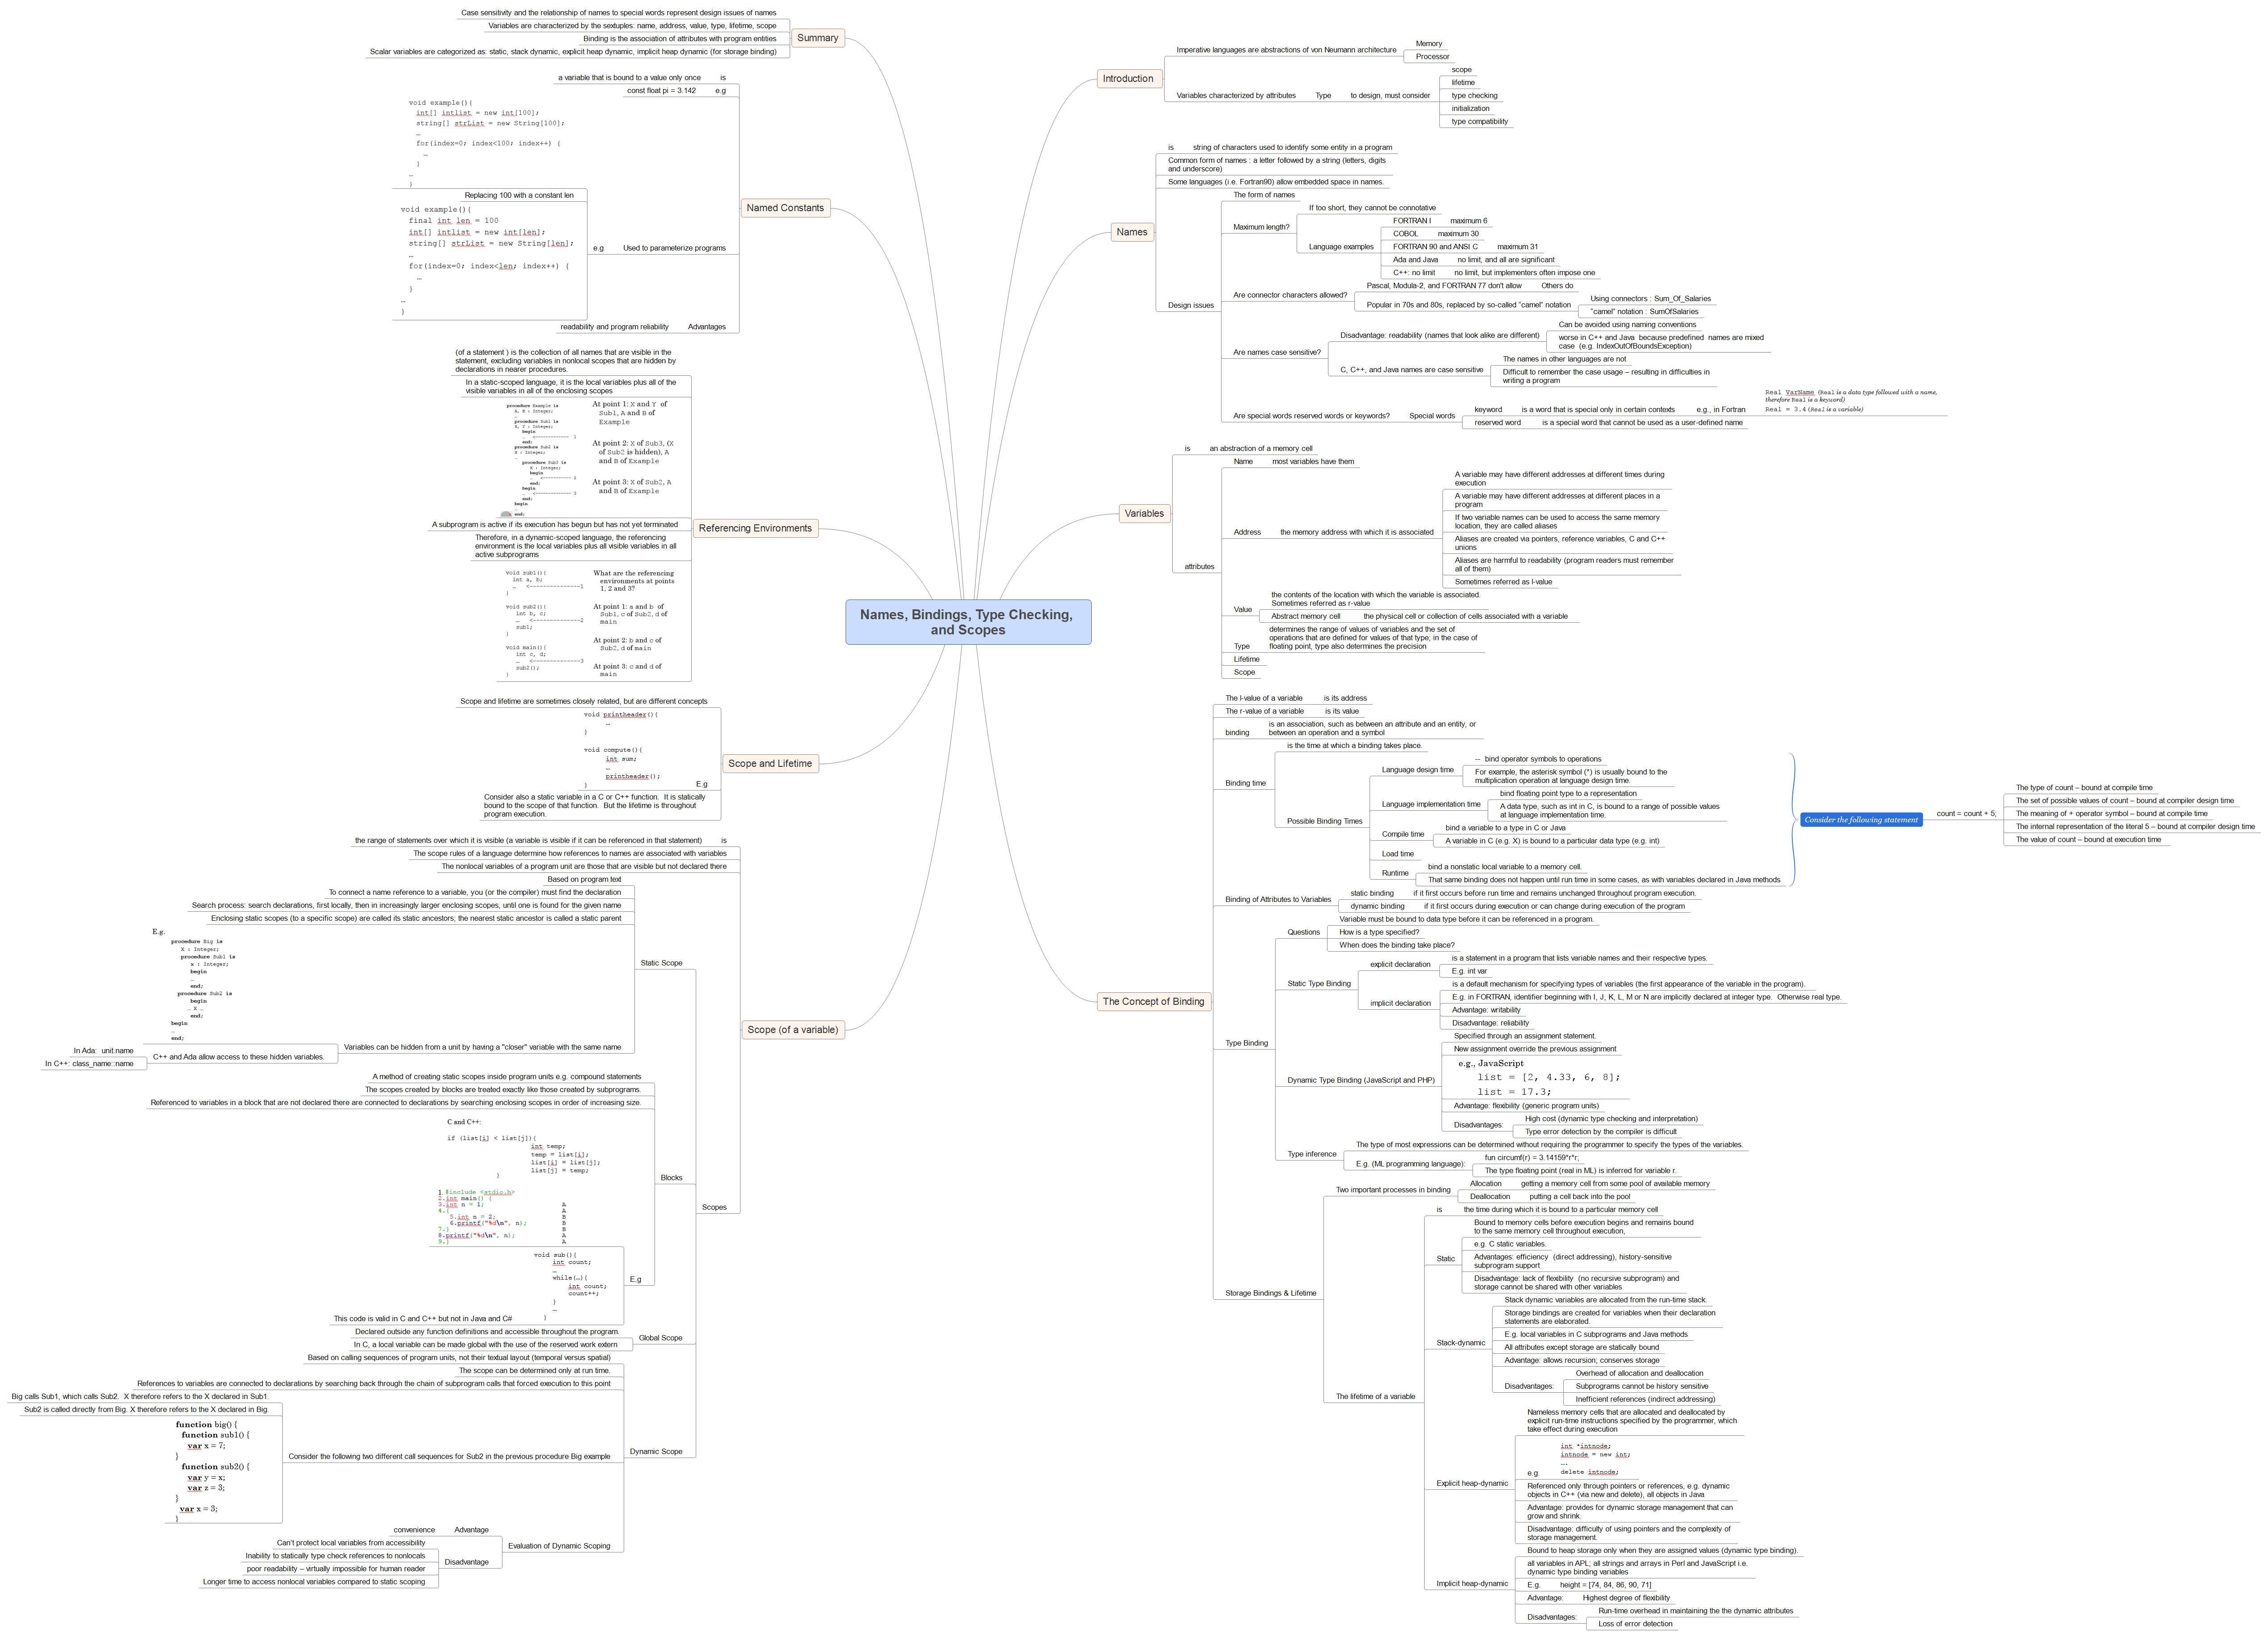 Names, Bindings, Type Checking,
and Scopes
Introduction
Imperative languages are abstractions of von Neumann architecture
Memory
Processor
Variables characterized by attributes
Type
to design, must consider
scope
lifetime
type checking
initialization
type compatibility
Names
is
string of characters used to identify some entity in a program
Common form of names : a letter followed by a string (letters, digits
and underscore)
Some languages (i.e. Fortran90) allow embedded space in names.
Design issues
The form of names
Maximum length?
If too short, they cannot be connotative
Language examples
FORTRAN I
maximum 6
COBOL
maximum 30
FORTRAN 90 and ANSI C
maximum 31
Ada and Java
no limit, and all are significant
C++: no limit
no limit, but implementers often impose one
Are connector characters allowed?
Pascal, Modula-2, and FORTRAN 77 don't allow
Others do
Popular in 70s and 80s, replaced by so-called "camel" notation
Using connectors : Sum_Of_Salaries
"camel" notation : SumOfSalaries
Are names case sensitive?
Disadvantage: readability (names that look alike are different)
Can be avoided using naming conventions
worse in C++ and Java because predefined names are mixed
case (e.g. IndexOutOfBoundsException)
C, C++, and Java names are case sensitive
The names in other languages are not
Difficult to remember the case usage – resulting in difficulties in
writing a program
Are special words reserved words or keywords?
Special words
keyword
is a word that is special only in certain contexts
e.g., in Fortran
Real VarName (Real is a data type followed with a name,
therefore Real is a keyword)
Real = 3.4 (Real is a variable)
reserved word
is a special word that cannot be used as a user-defined name
Variables
is
an abstraction of a memory cell
attributes
Name
most variables have them
Address
the memory address with which it is associated
A variable may have different addresses at different times during
execution
A variable may have different addresses at different places in a
program
If two variable names can be used to access the same memory
location, they are called aliases
Aliases are created via pointers, reference variables, C and C++
unions
Aliases are harmful to readability (program readers must remember
all of them)
Sometimes referred as l-value
Value
the contents of the location with which the variable is associated.
Sometimes referred as r-value
Abstract memory cell
the physical cell or collection of cells associated with a variable
Type
determines the range of values of variables and the set of
operations that are defined for values of that type; in the case of
floating point, type also determines the precision
Lifetime
Scope
The Concept of Binding
The l-value of a variable
is its address
The r-value of a variable
is its value
binding
is an association, such as between an attribute and an entity, or
between an operation and a symbol
Binding time
is the time at which a binding takes place.
Possible Binding Times
Language design time
-- bind operator symbols to operations
For example, the asterisk symbol (*) is usually bound to the
multiplication operation at language design time.
Language implementation time
bind floating point type to a representation
A data type, such as int in C, is bound to a range of possible values
at language implementation time.
Compile time
bind a variable to a type in C or Java
A variable in C (e.g. X) is bound to a particular data type (e.g. int)
Load time
Runtime
bind a nonstatic local variable to a memory cell.
That same binding does not happen until run time in some cases, as with variables declared in Java methods
Consider the following statement
count = count + 5;
The type of count – bound at compile time
The set of possible values of count – bound at compiler design time
The meaning of + operator symbol – bound at compile time
The internal representation of the literal 5 – bound at compiler design time
The value of count – bound at execution time
Binding of Attributes to Variables
static binding
if it first occurs before run time and remains unchanged throughout program execution.
dynamic binding
if it first occurs during execution or can change during execution of the program
Type Binding
Questions
Variable must be bound to data type before it can be referenced in a program.
How is a type specified?
When does the binding take place?
Static Type Binding
explicit declaration
is a statement in a program that lists variable names and their respective types.
E.g. int var
implicit declaration
is a default mechanism for specifying types of variables (the first appearance of the variable in the program).
E.g. in FORTRAN, identifier beginning with I, J, K, L, M or N are implicitly declared at integer type. Otherwise real type.
Advantage: writability
Disadvantage: reliability
Dynamic Type Binding (JavaScript and PHP)
Specified through an assignment statement.
New assignment override the previous assignment
e.g., JavaScript
list = [2, 4.33, 6, 8];
list = 17.3;
Advantage: flexibility (generic program units)
Disadvantages:
High cost (dynamic type checking and interpretation)
Type error detection by the compiler is difficult
Type inference
The type of most expressions can be determined without requiring the programmer to specify the types of the variables.
E.g. (ML programming language):
fun circumf(r) = 3.14159*r*r;
The type floating point (real in ML) is inferred for variable r.
Storage Bindings & Lifetime
Two important processes in binding
Allocation
getting a memory cell from some pool of available memory
Deallocation
putting a cell back into the pool
The lifetime of a variable
is
the time during which it is bound to a particular memory cell
Static
Bound to memory cells before execution begins and remains bound
to the same memory cell throughout execution,
e.g. C static variables.
Advantages: efficiency (direct addressing), history-sensitive
subprogram support
Disadvantage: lack of flexibility (no recursive subprogram) and
storage cannot be shared with other variables
Stack-dynamic
Stack dynamic variables are allocated from the run-time stack.
Storage bindings are created for variables when their declaration
statements are elaborated.
E.g. local variables in C subprograms and Java methods
All attributes except storage are statically bound
Advantage: allows recursion; conserves storage
Disadvantages:
Overhead of allocation and deallocation
Subprograms cannot be history sensitive
Inefficient references (indirect addressing)
Explicit heap-dynamic
Nameless memory cells that are allocated and deallocated by
explicit run-time instructions specified by the programmer, which
take effect during execution
e.g.
int *intnode;
intnode = new int;
….
delete intnode;
Referenced only through pointers or references, e.g. dynamic
objects in C++ (via new and delete), all objects in Java
Advantage: provides for dynamic storage management that can
grow and shrink.
Disadvantage: difficulty of using pointers and the complexity of
storage management.
Implicit heap-dynamic
Bound to heap storage only when they are assigned values (dynamic type binding).
all variables in APL; all strings and arrays in Perl and JavaScript i.e.
dynamic type binding variables
E.g.
height = [74, 84, 86, 90, 71]
Advantage:
Highest degree of flexibility
Disadvantages:
Run-time overhead in maintaining the the dynamic attributes
Loss of error detection
Summary
Case sensitivity and the relationship of names to special words represent design issues of names
Variables are characterized by the sextuples: name, address, value, type, lifetime, scope
Binding is the association of attributes with program entities
Scalar variables are categorized as: static, stack dynamic, explicit heap dynamic, implicit heap dynamic (for storage binding)
Named Constants
a variable that is bound to a value only once
is
const float pi = 3.142
e.g
void example(){
int[] intlist = new int[100];
string[] strList = new String[100];
…
for(index=0; index<100; index++) {
…
}
…
}
Replacing 100 with a constant len
void example(){
final int len = 100
int[] intlist = new int[len];
string[] strList = new String[len];
…
for(index=0; index<len; index++) {
…
}
…
}
e.g
Used to parameterize programs
readability and program reliability
Advantages
Referencing Environments
(of a statement ) is the collection of all names that are visible in the
statement, excluding variables in nonlocal scopes that are hidden by
declarations in nearer procedures.
In a static-scoped language, it is the local variables plus all of the
visible variables in all of the enclosing scopes
procedure Example is
A, B : Integer;
…
procedure Sub1 is
X, Y : Integer;
begin
… <----------- 1
end;
procedure Sub2 is
X : Integer;
…
procedure Sub3 is
X : Integer;
begin
… <----------- 2
end;
begin
… <------------ 3
end;
begin
…
end;
At point 1: X and Y of
Sub1, A and B of
Example
At point 2: X of Sub3, (X
of Sub2 is hidden), A
and B of Example
At point 3: X of Sub2, A
and B of Example
A subprogram is active if its execution has begun but has not yet terminated
Therefore, in a dynamic-scoped language, the referencing
environment is the local variables plus all visible variables in all
active subprograms
void sub1(){
int a, b;
… <---------------1
}
void sub2(){
int b, c;
… <--------------2
sub1;
}
void main(){
int c, d;
… <--------------3
sub2();
}
What are the referencing
environments at points
1, 2 and 3?
At point 1: a and b of
Sub1, c of Sub2, d of
main
At point 2: b and c of
Sub2, d of main
At point 3: c and d of
main
Scope and Lifetime
Scope and lifetime are sometimes closely related, but are different concepts
void printheader(){
…
}
void compute(){
int sum;
…
printheader();
}
E.g
Consider also a static variable in a C or C++ function. It is statically
bound to the scope of that function. But the lifetime is throughout
program execution.
Scope (of a variable)
the range of statements over which it is visible (a variable is visible if it can be referenced in that statement)
is
The scope rules of a language determine how references to names are associated with variables
The nonlocal variables of a program unit are those that are visible but not declared there
Scopes
Static Scope
Based on program text
To connect a name reference to a variable, you (or the compiler) must find the declaration
Search process: search declarations, first locally, then in increasingly larger enclosing scopes, until one is found for the given name
Enclosing static scopes (to a specific scope) are called its static ancestors; the nearest static ancestor is called a static parent
E.g.
procedure Big is
X : Integer;
procedure Sub1 is
x : Integer;
begin
…
end;
procedure Sub2 is
begin
… X …
end;
begin
…
end;
Variables can be hidden from a unit by having a "closer" variable with the same name
C++ and Ada allow access to these hidden variables.
In Ada: unit.name
In C++: class_name::name
Blocks
A method of creating static scopes inside program units e.g. compound statements
The scopes created by blocks are treated exactly like those created by subprograms.
Referenced to variables in a block that are not declared there are connected to declarations by searching enclosing scopes in order of increasing size.
C and C++:
if (list[i] < list[j]){
int temp;
temp = list[i];
list[i] = list[j];
list[j] = temp;
}
1.#include <stdio.h>
2.int main() {
3.int n = 1; A
4.{ A
5.int n = 2; B
6.printf("%d\n", n); B
7.} B
8.printf("%d\n", n); A
9.} A
E.g
void sub(){
int count;
…
while(…){
int count;
count++;
}
…
}
This code is valid in C and C++ but not in Java and C#
Global Scope
Declared outside any function definitions and accessible throughout the program.
In C, a local variable can be made global with the use of the reserved work extern
Dynamic Scope
Based on calling sequences of program units, not their textual layout (temporal versus spatial)
The scope can be determined only at run time.
References to variables are connected to declarations by searching back through the chain of subprogram calls that forced execution to this point
Big calls Sub1, which calls Sub2. X therefore refers to the X declared in Sub1.
Sub2 is called directly from Big. X therefore refers to the X declared in Big.
function big() {
function sub1() {
var x = 7;
}
function sub2() {
var y = x;
var z = 3;
}
var x = 3;
}
Consider the following two different call sequences for Sub2 in the previous procedure Big example
Evaluation of Dynamic Scoping
convenience
Advantage
Can't protect local variables from accessibility
Inability to statically type check references to nonlocals
poor readability – virtually impossible for human reader
Longer time to access nonlocal variables compared to static scoping
Disadvantage